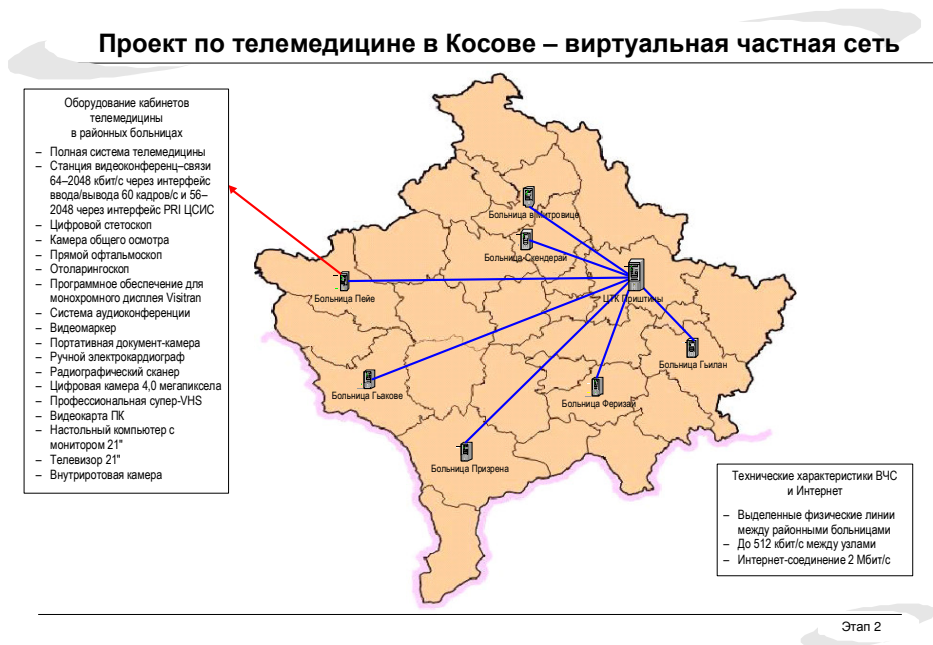 Проект по телемедицине в Косове – виртуальная частная сеть
Оборудование кабинетов
телемедицины
в районных больницах
– Полная система телемедицины
– Станция видеоконференц–связи
64–2048 кбит/с через интерфейс
ввода/вывода 60 кадров/с и 56–
2048 через интерфейс PRI ЦСИС
– Цифровой стетоскоп
– Камера общего осмотра
– Прямой офтальмоскоп
– Отоларингоскоп
– Программное обеспечение для
монохромного дисплея Visitran
– Система аудиоконференции
– Видеомаркер
– Портативная документ-камера
– Ручной электрокардиограф
– Радиографический сканер
– Цифровая камера 4,0 мегапиксела
– Профессиональная супер-VHS
– Видеокарта ПК
– Настольный компьютер с
монитором 21"
– Телевизор 21"
– Внутриротовая камера
Больница в Митровице
Больница Скендерай
Больница Пейе
ЦТК Приштины
Больница Гьилан
Больница Гьакове
Больница Феризай
Больница Призрена
Технические характеристики ВЧС
и Интернет
– Выделенные физические линии
между районными больницами
– До 512 кбит/с между узлами
– Интернет-соединение 2 Мбит/с
Этап 2